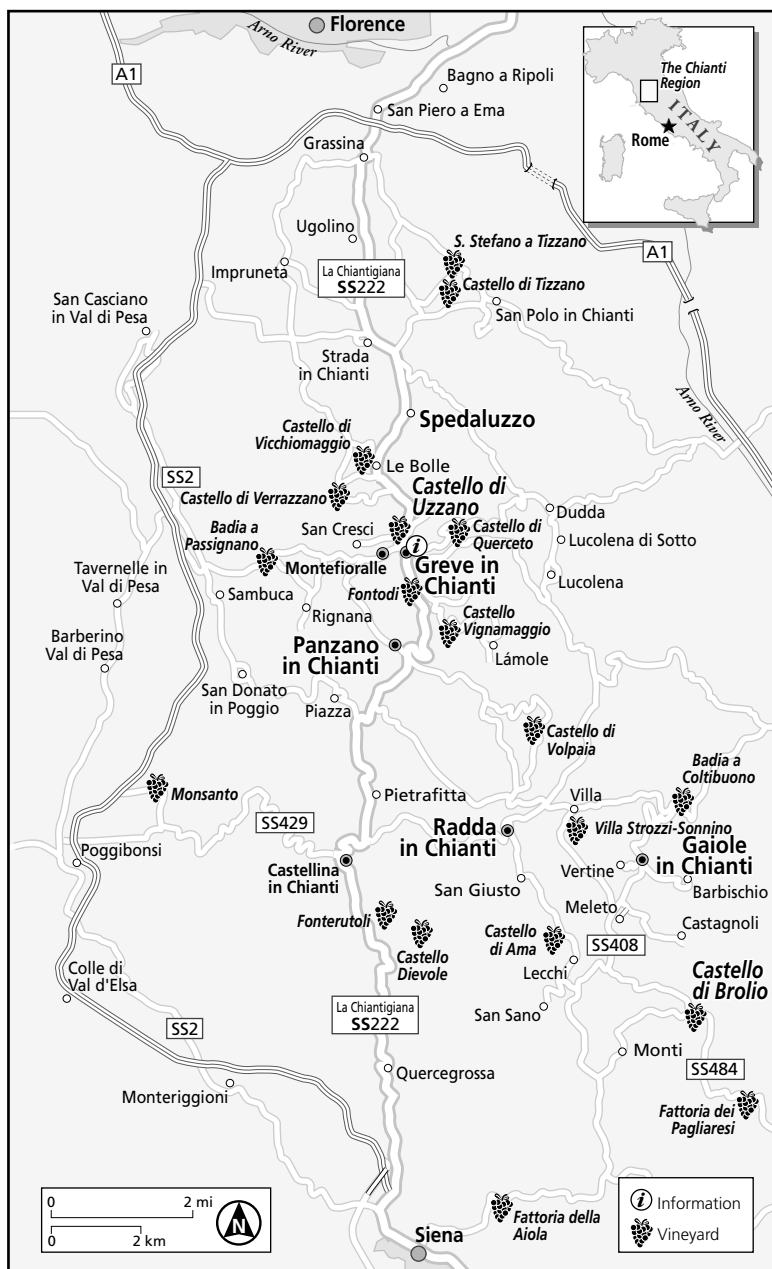 Florence
Arno River
A1
Bagno a Ripoli
San Piero a Ema
Grassina
The Chianti
Region
ITALY
Rome
Ugolino
S. Stefano a Tizzano
A1
Impruneta
La Chiantigiana
SS222
Castello di Tizzano
San Polo in Chianti
San Casciano
in Val di Pesa
Strada
in Chianti
Arno River
Spedaluzzo
Castello di
Vicchiomaggio
Le Bolle
SS2
Castello di Verrazzano
Castello di
Uzzano
Dudda
Badia a
Passignano
San Cresci
i
Castello di
Querceto
Lucolena di Sotto
Montefioralle
Greve in
Chianti
Lucolena
Tavernelle in
Val di Pesa
Sambuca
Rignana
Fontodi
Castello
Vignamaggio
Barberino
Val di Pesa
Panzano
in Chianti
Lámole
San Donato
in Poggio
Piazza
Castello di
Volpaia
Badia a
Coltibuono
Monsanto
Pietrafitta
Villa
SS429
Radda
in Chianti
Villa Strozzi-Sonnino
Gaiole
in Chianti
Poggibonsi
Castellina
in Chianti
Vertine
Barbischio
San Giusto
Meleto
Castagnoli
Fonterutoli
Castello
Dievole
Castello
di Ama
SS408
Lecchi
Castello
di Brolio
Colle di
Val d'Elsa
La Chiantigiana
SS222
San Sano
SS2
Monti
SS484
Quercegrossa
Monteriggioni
Fattoria dei
Pagliaresi
0 2 mi
0 2 km
N
Siena
Fattoria della
Aiola
i Information
Vineyard